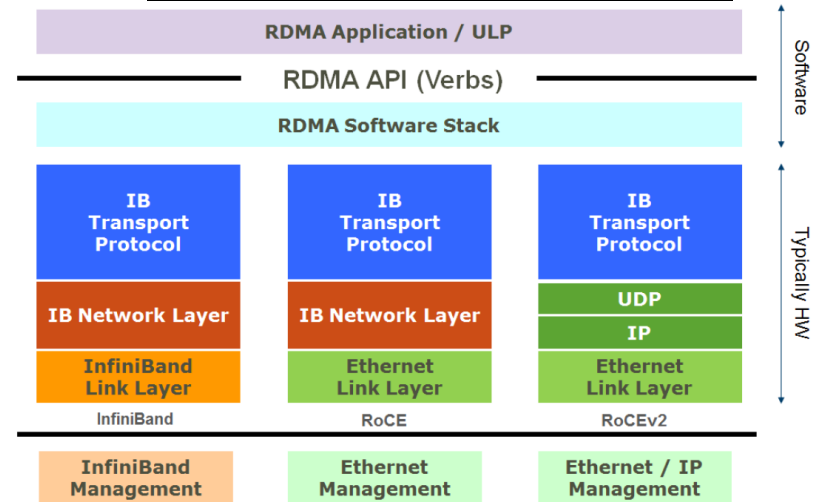 RDMA Application / ULP
RDMA API (Verbs)
RDMA Software Stack
Software
IB
Transport
Protocol
IB
Transport
Protocol
IB
Transport
Protocol
IB Network Layer
IB Network Layer
UDP
IP
InfiniBand
Link Layer
Ethernet
Link Layer
Ethernet
Link Layer
Typically HW
InfiniBand
RoCE
RoCEv2
InfiniBand
Management
Ethernet
Management
Ethernet / IP
Management